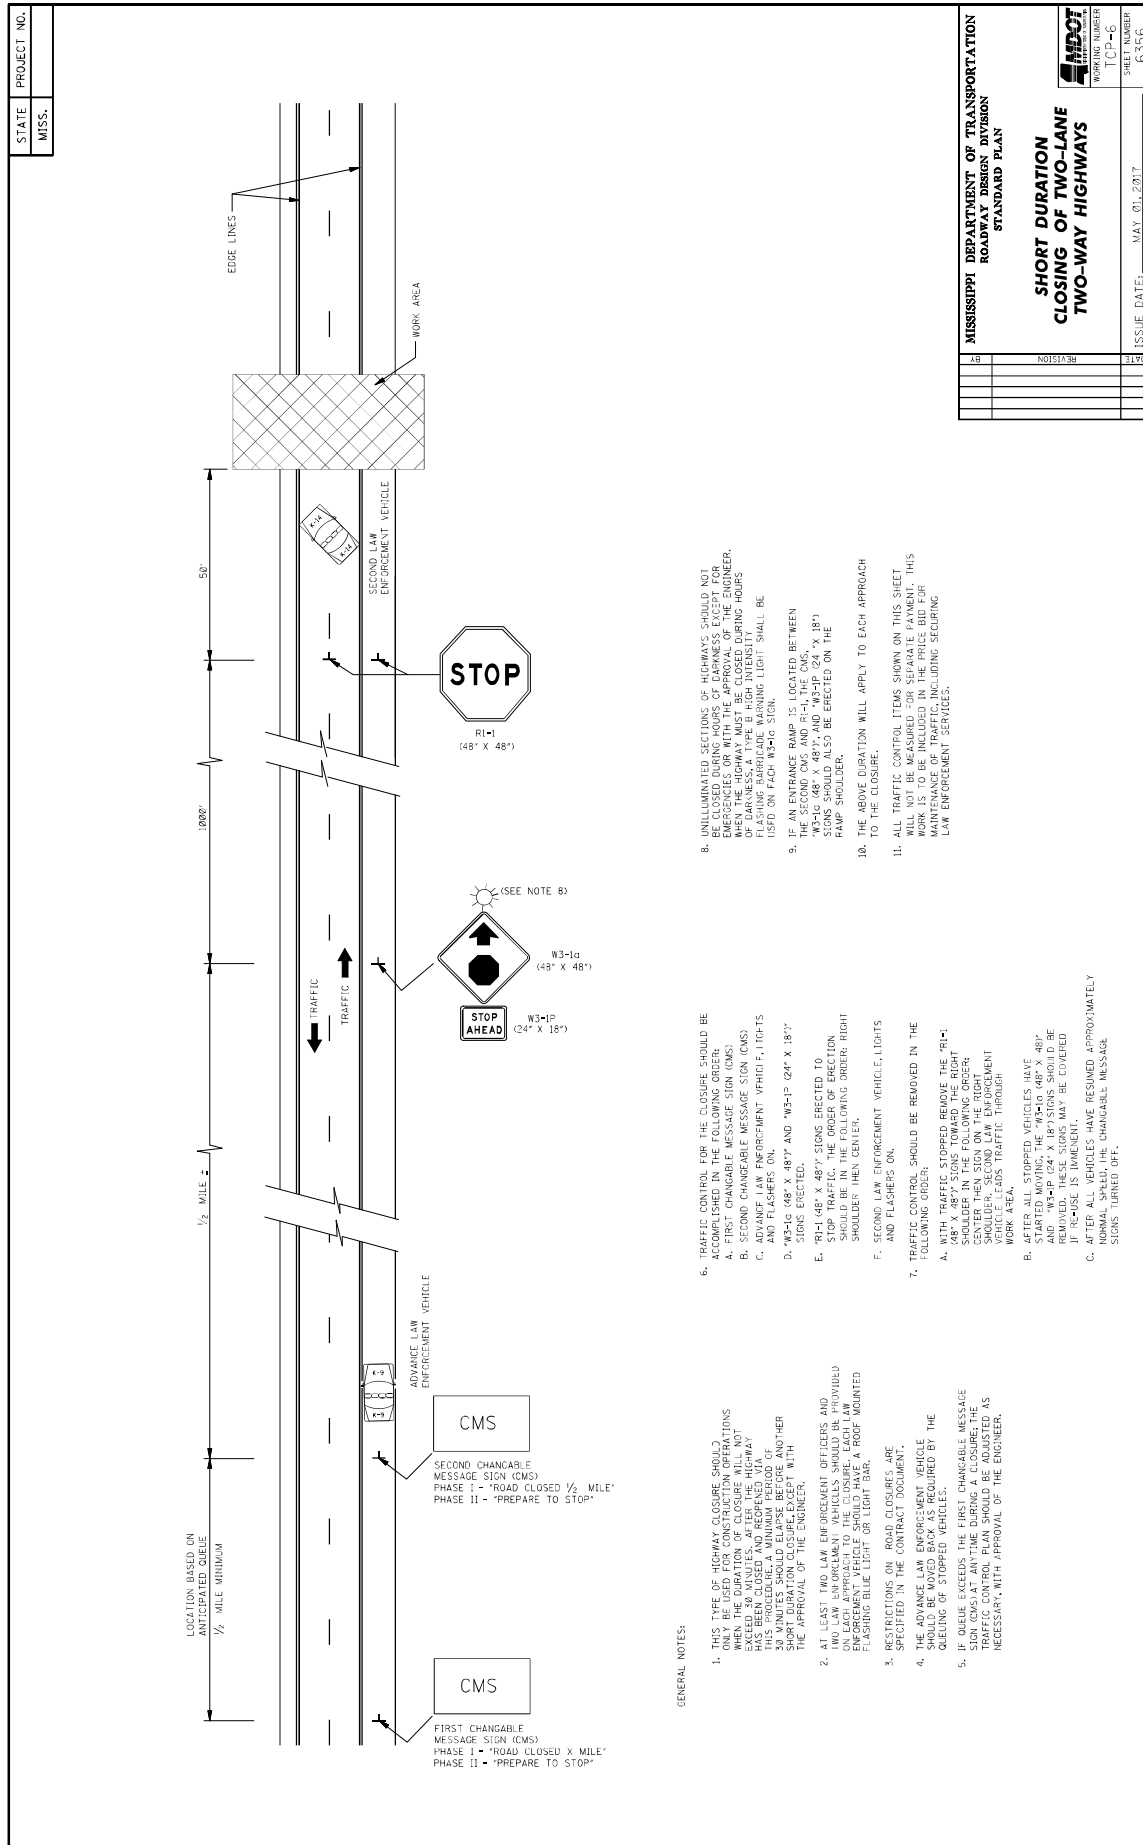 STATE PROJECT NO.
MISS.
EDGE LINES
WORK AREA
50'
SECOND LAW
ENFORCEMENT VEHICLE
K-14
K-14
STOP
R1-1
(48" X 48")
1000'
(SEE NOTE 8)
W3-1a
(48" X 48")
STOP
AHEAD
W3-1P
(24" X 18")
TRAFFIC
TRAFFIC
1/2 MILE ±
ADVANCE LAW
ENFORCEMENT VEHICLE
K-9
K-9
CMS
SECOND CHANGABLE
MESSAGE SIGN (CMS)
PHASE I - "ROAD CLOSED 1/2 MILE"
PHASE II - "PREPARE TO STOP"
LOCATION BASED ON
ANTICIPATED QUEUE
1/2 MILE MINIMUM
CMS
FIRST CHANGABLE
MESSAGE SIGN (CMS)
PHASE I - "ROAD CLOSED X MILE"
PHASE II - "PREPARE TO STOP"
GENERAL NOTES:
1. THIS TYPE OF HIGHWAY CLOSURE SHOULD
ONLY BE USED FOR CONSTRUCTION OPERATIONS
WHEN THE DURATION OF CLOSURE WILL NOT
EXCEED 30 MINUTES. AFTER THE HIGHWAY
HAS BEEN CLOSED AND REOPENED VIA
THIS PROCEDURE, A MINIMUM PERIOD OF
30 MINUTES SHOULD ELAPSE BEFORE ANOTHER
SHORT DURATION CLOSURE, EXCEPT WITH
THE APPROVAL OF THE ENGINEER.
2. AT LEAST TWO LAW ENFORCEMENT OFFICERS AND
TWO LAW ENFORCEMENT VEHICLES SHOULD BE PROVIDED
ON EACH APPROACH TO THE CLOSURE. EACH LAW
ENFORCEMENT VEHICLE SHOULD HAVE A ROOF MOUNTED
FLASHING BLUE LIGHT OR LIGHT BAR.
3. RESTRICTIONS ON ROAD CLOSURES ARE
SPECIFIED IN THE CONTRACT DOCUMENT.
4. THE ADVANCE LAW ENFORCEMENT VEHICLE
SHOULD BE MOVED BACK AS REQUIRED BY THE
QUEUING OF STOPPED VEHICLES.
5. IF QUEUE EXCEEDS THE FIRST CHANGABLE MESSAGE
SIGN (CMS) AT ANYTIME DURING A CLOSURE, THE
TRAFFIC CONTROL PLAN SHOULD BE ADJUSTED AS
NECESSARY, WITH APPROVAL OF THE ENGINEER.
6. TRAFFIC CONTROL FOR THE CLOSURE SHOULD BE
ACCOMPLISHED IN THE FOLLOWING ORDER:
A. FIRST CHANGABLE MESSAGE SIGN (CMS)
B. SECOND CHANGEABLE MESSAGE SIGN (CMS)
C. ADVANCE LAW ENFORCEMENT VEHICLE, LIGHTS
AND FLASHERS ON.
D. "W3-1a (48" X 48")" AND "W3-1P (24" X 18")"
SIGNS ERECTED.
E. "R1-1 (48" X 48")" SIGNS ERECTED TO
STOP TRAFFIC. THE ORDER OF ERECTION
SHOULD BE IN THE FOLLOWING ORDER: RIGHT
SHOULDER THEN CENTER.
F. SECOND LAW ENFORCEMENT VEHICLE, LIGHTS
AND FLASHERS ON.
7. TRAFFIC CONTROL SHOULD BE REMOVED IN THE
FOLLOWING ORDER:
A. WITH TRAFFIC STOPPED REMOVE THE "R1-1
(48" X 48")" SIGNS TOWARD THE RIGHT
SHOULDER IN THE FOLLOWING ORDER:
CENTER THEN SIGN ON THE RIGHT
SHOULDER. SECOND LAW ENFORCEMENT
VEHICLE LEADS TRAFFIC THROUGH
WORK AREA.
B. AFTER ALL STOPPED VEHICLES HAVE
STARTED MOVING, THE "W3-1a (48" X 48)"
AND "W3-1P (24" X 18") SIGNS SHOULD BE
REMOVED. THESE SIGNS MAY BE COVERED
IF RE-USE IS IMMENENT.
C. AFTER ALL VEHICLES HAVE RESUMED APPROXIMATELY
NORMAL SPEED, THE CHANGABLE MESSAGE
SIGNS TURNED OFF.
8. UNILLUMINATED SECTIONS OF HIGHWAYS SHOULD NOT
BE CLOSED DURING HOURS OF DARKNESS EXCEPT FOR
EMERGENCIES OR WITH THE APPROVAL OF THE ENGINEER.
WHEN THE HIGHWAY MUST BE CLOSED DURING HOURS
OF DARKNESS, A TYPE B HIGH INTENSITY
FLASHING BARRICADE WARNING LIGHT SHALL BE
USED ON EACH W3-1a SIGN.
9. IF AN ENTRANCE RAMP IS LOCATED BETWEEN
THE SECOND CMS AND R1-1, THE CMS,
"W3-1a (48" X 48")", AND "W3-1P (24 "X 18")
SIGNS SHOULD ALSO BE ERECTED ON THE
RAMP SHOULDER.
10. THE ABOVE DURATION WILL APPLY TO EACH APPROACH
TO THE CLOSURE.
11. ALL TRAFFIC CONTROL ITEMS SHOWN ON THIS SHEET
WILL NOT BE MEASURED FOR SEPARATE PAYMENT. THIS
WORK IS TO BE INCLUDED IN THE PRICE BID FOR
MAINTENANCE OF TRAFFIC, INCLUDING SECURING
LAW ENFORCEMENT SERVICES.
BY
REVISION
DATE
MISSISSIPPI DEPARTMENT OF TRANSPORTATION
ROADWAY DESIGN DIVISION
STANDARD PLAN
SHORT DURATION
CLOSING OF TWO-LANE
TWO-WAY HIGHWAYS
ISSUE DATE: MAY 01, 2017
MDOT
WORKING NUMBER
TCP-6
SHEET NUMBER
6356